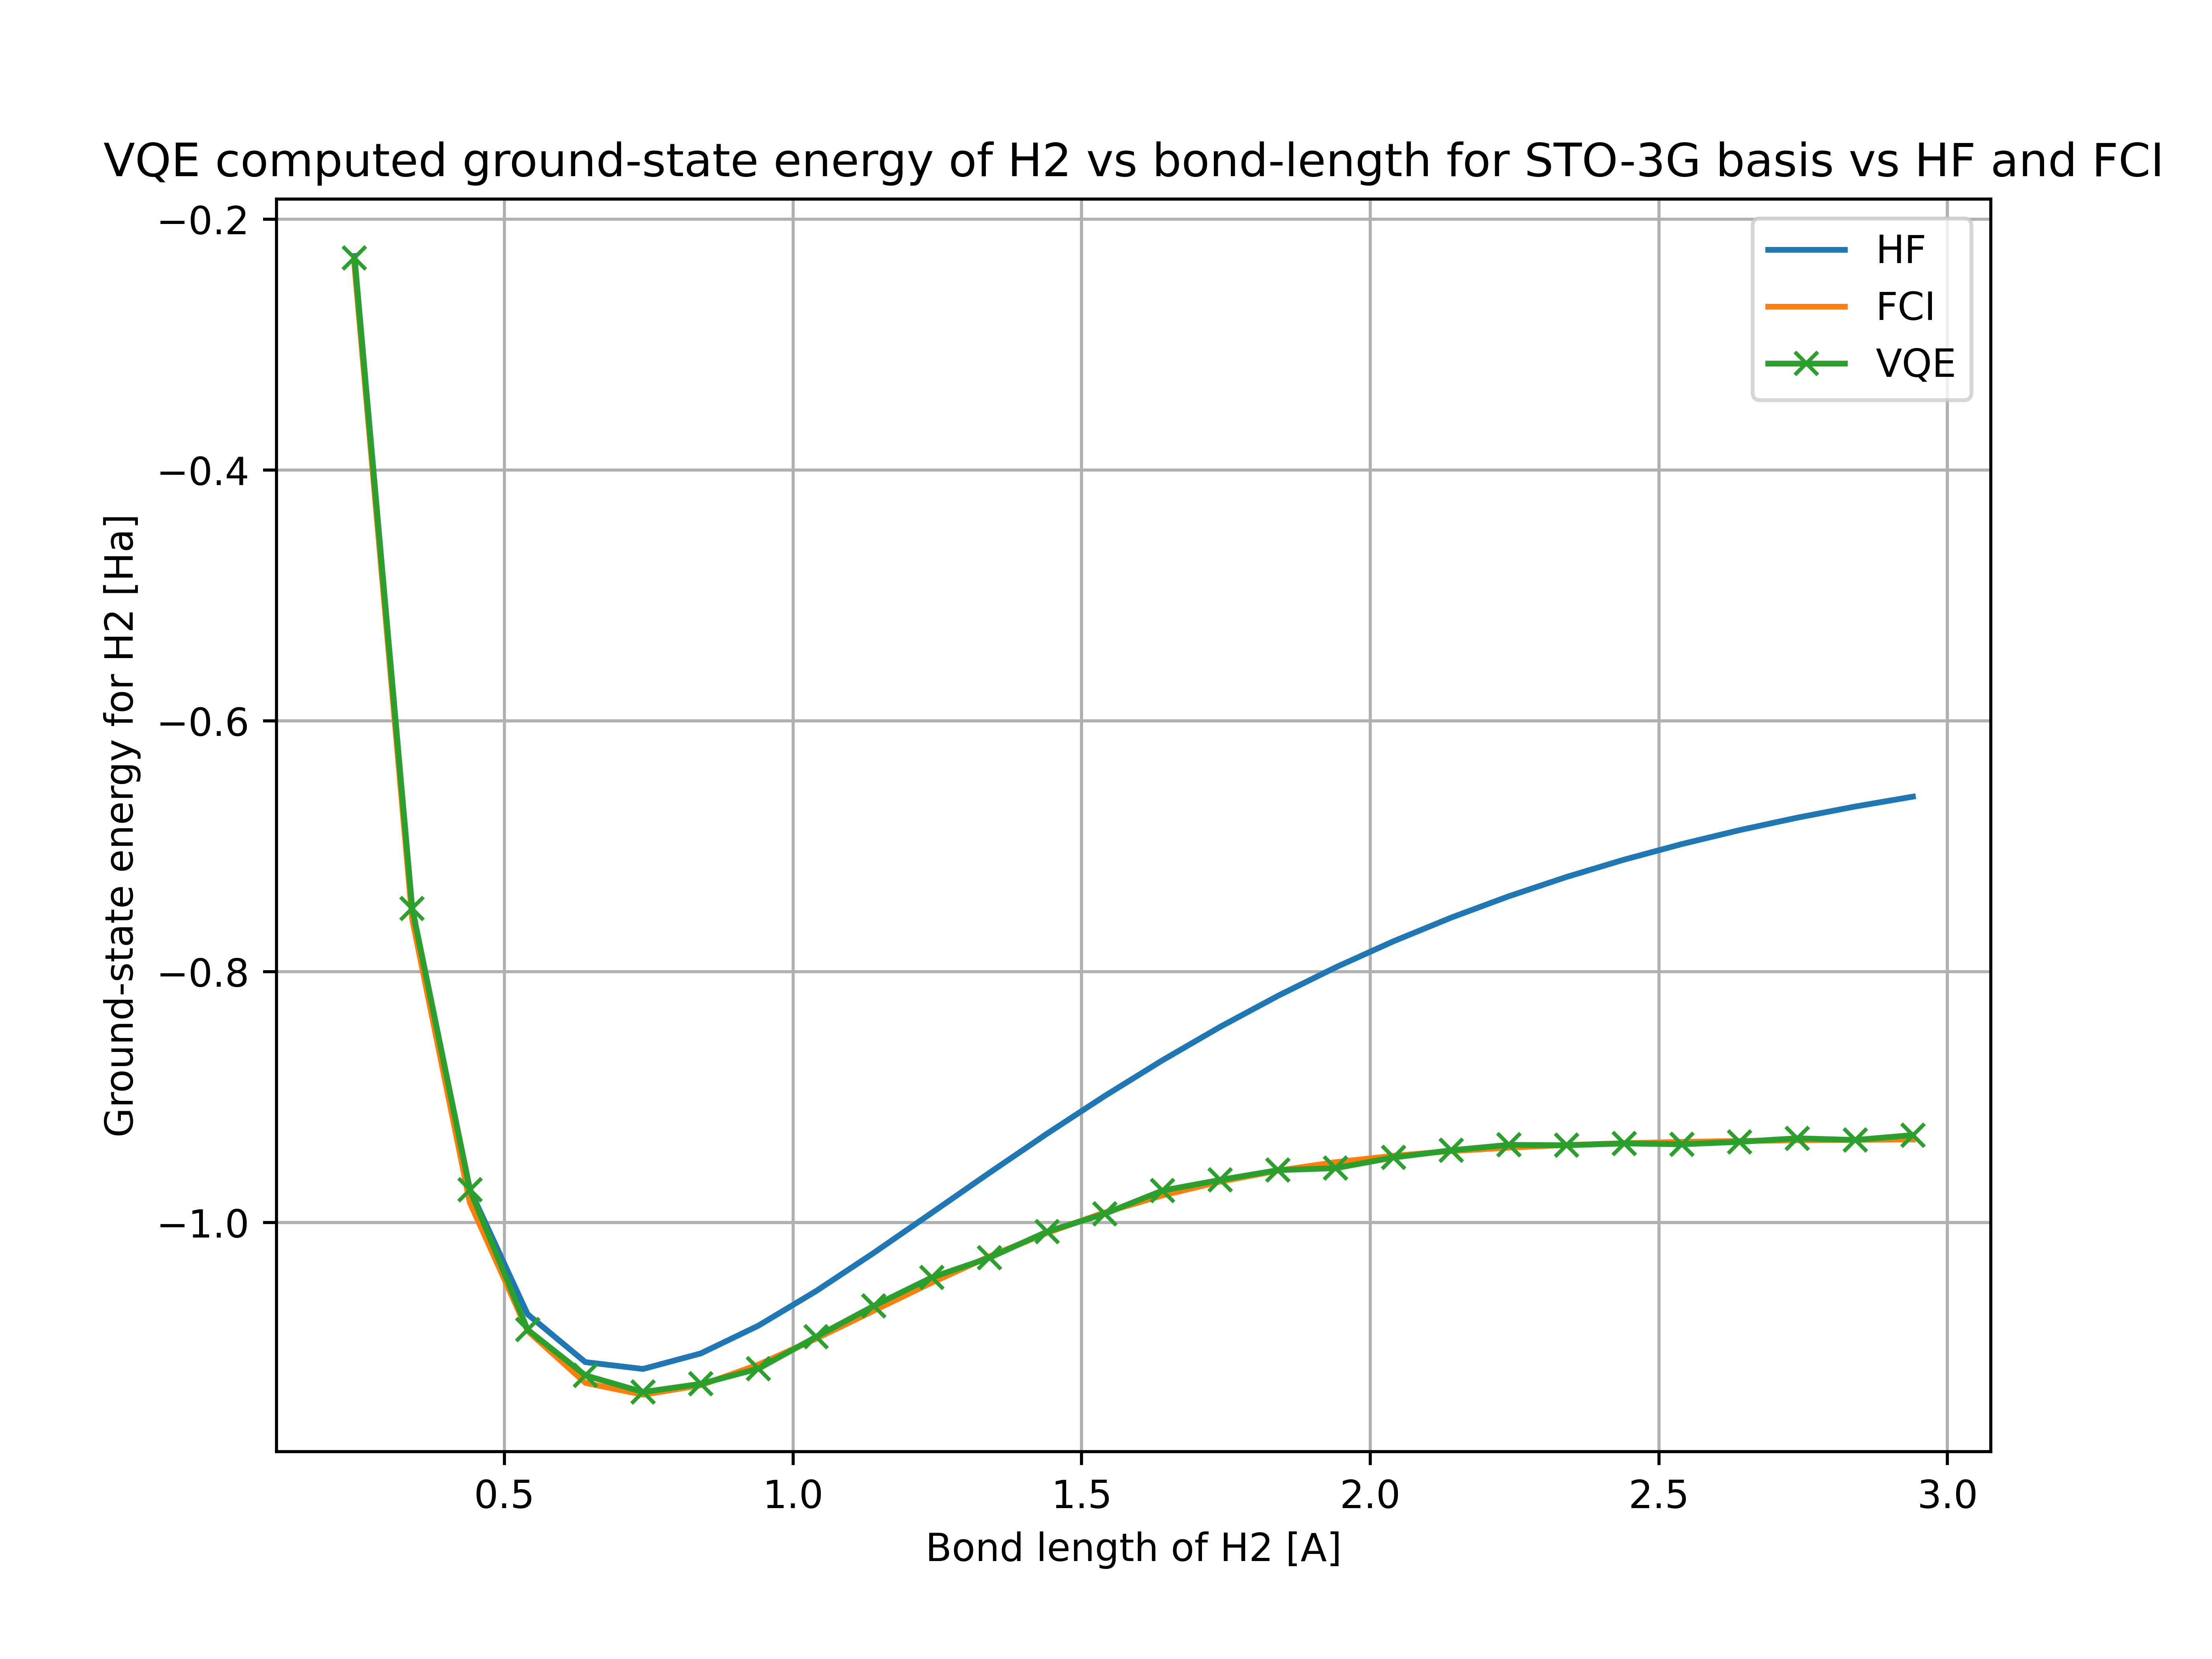 VQE computed ground-state energy of H2 vs bond-length for STO-3G basis vs HF and FCI
Ground-state energy for H2 [Ha]
−0.2
−0.4
−0.6
−0.8
−1.0
HF
FCI
VQE
0.5 1.0 1.5 2.0 2.5 3.0
Bond length of H2 [A]